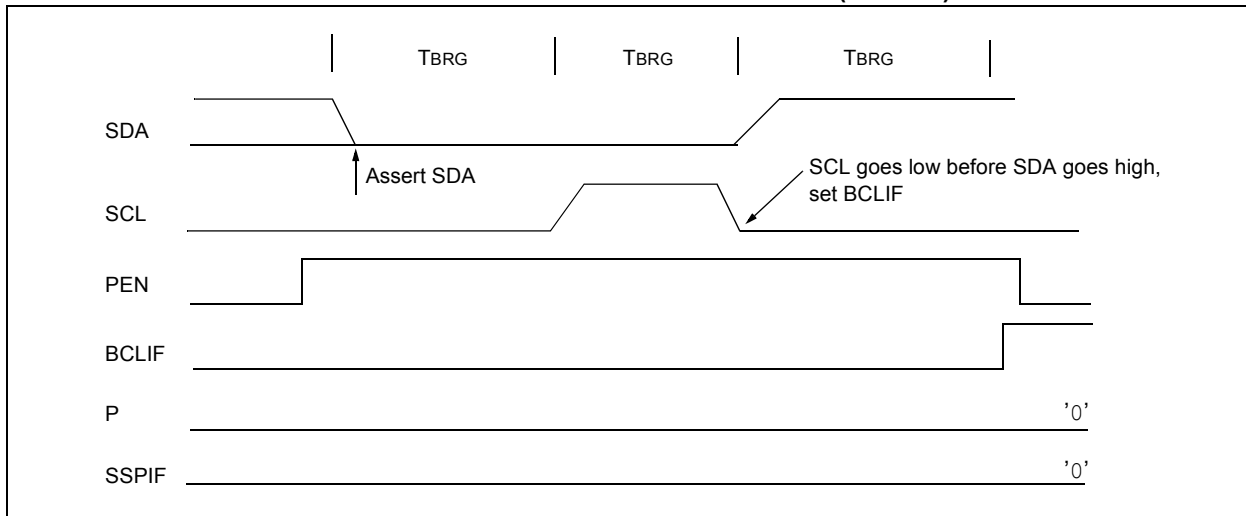 TBRG TBRG TBRG
SDA
Assert SDA
SCL goes low before SDA goes high,
set BCLIF
SCL
PEN
BCLIF
P '0'
SSPIF '0'